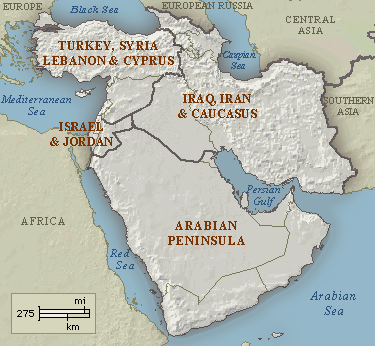 EUROPE
Black Sea
EUROPEAN RUSSIA
CENTRAL
ASIA
TURKEY, SYRIA
LEBANON & CYPRUS
Caspian
Sea
Mediterranean
Sea
IRAQ, IRAN
& CAUCASUS
SOUTHERN
ASIA
ISRAEL
& JORDAN
Persian
Gulf
AFRICA
ARABIAN
PENINSULA
Red
Sea
Arabian
Sea
mi
275
km